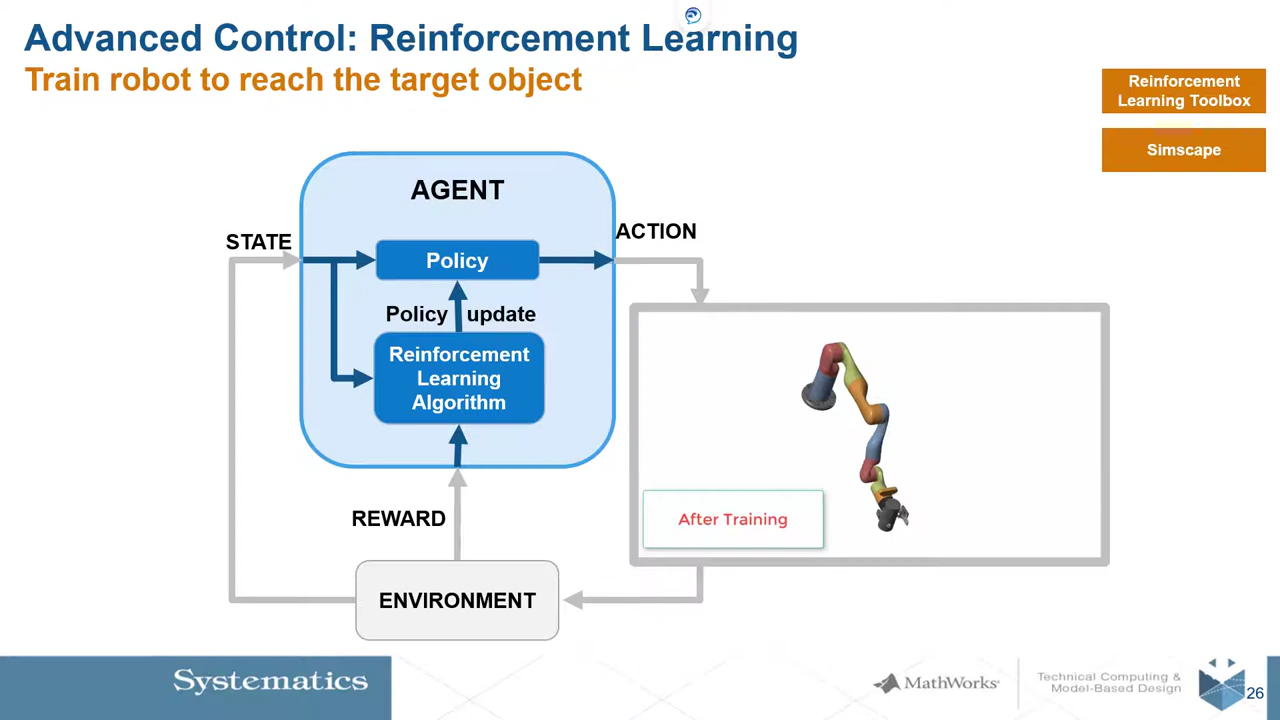 Advanced Control: Reinforcement Learning
Train robot to reach the target object
Reinforcement
Learning Toolbox
Simscape
AGENT
STATE
ACTION
Policy
Policy update
Reinforcement
Learning
Algorithm
After Training
REWARD
ENVIRONMENT
Systematics
MathWorks
Technical Computing &
Model-Based Design
26